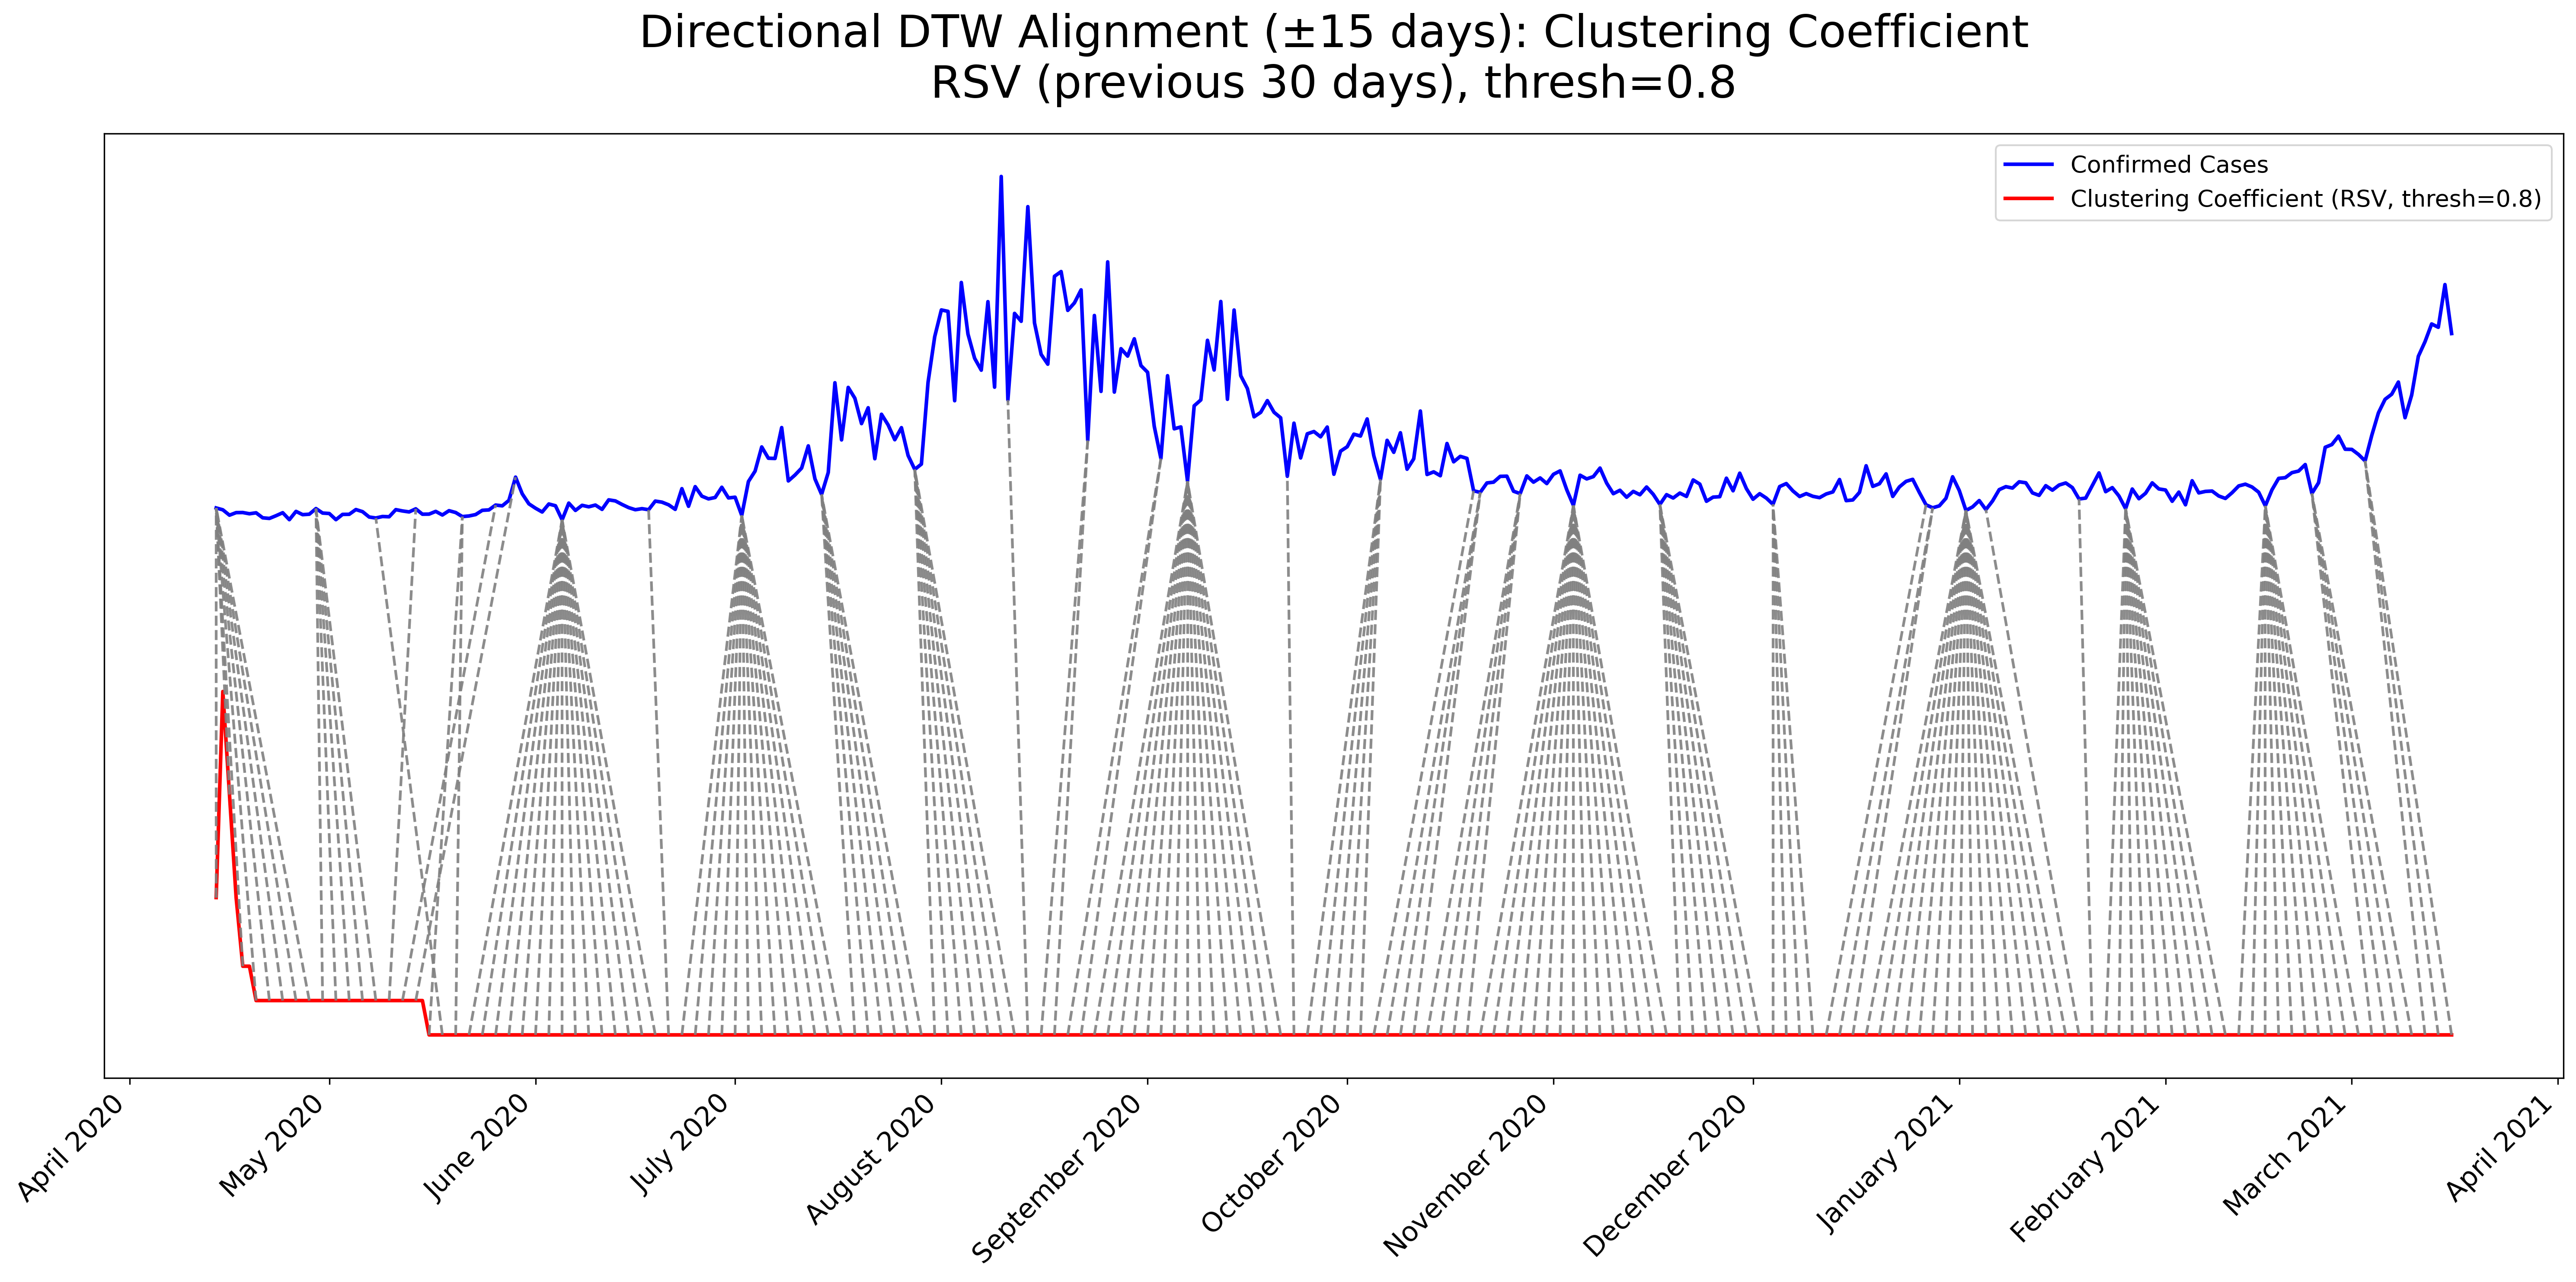 Directional DTW Alignment (±15 days): Clustering Coefficient
RSV (previous 30 days), thresh=0.8
Confirmed Cases
Clustering Coefficient (RSV, thresh=0.8)
April 2020
May 2020
June 2020
July 2020
August 2020
September 2020
October 2020
November 2020
December 2020
January 2021
February 2021
March 2021
April 2021